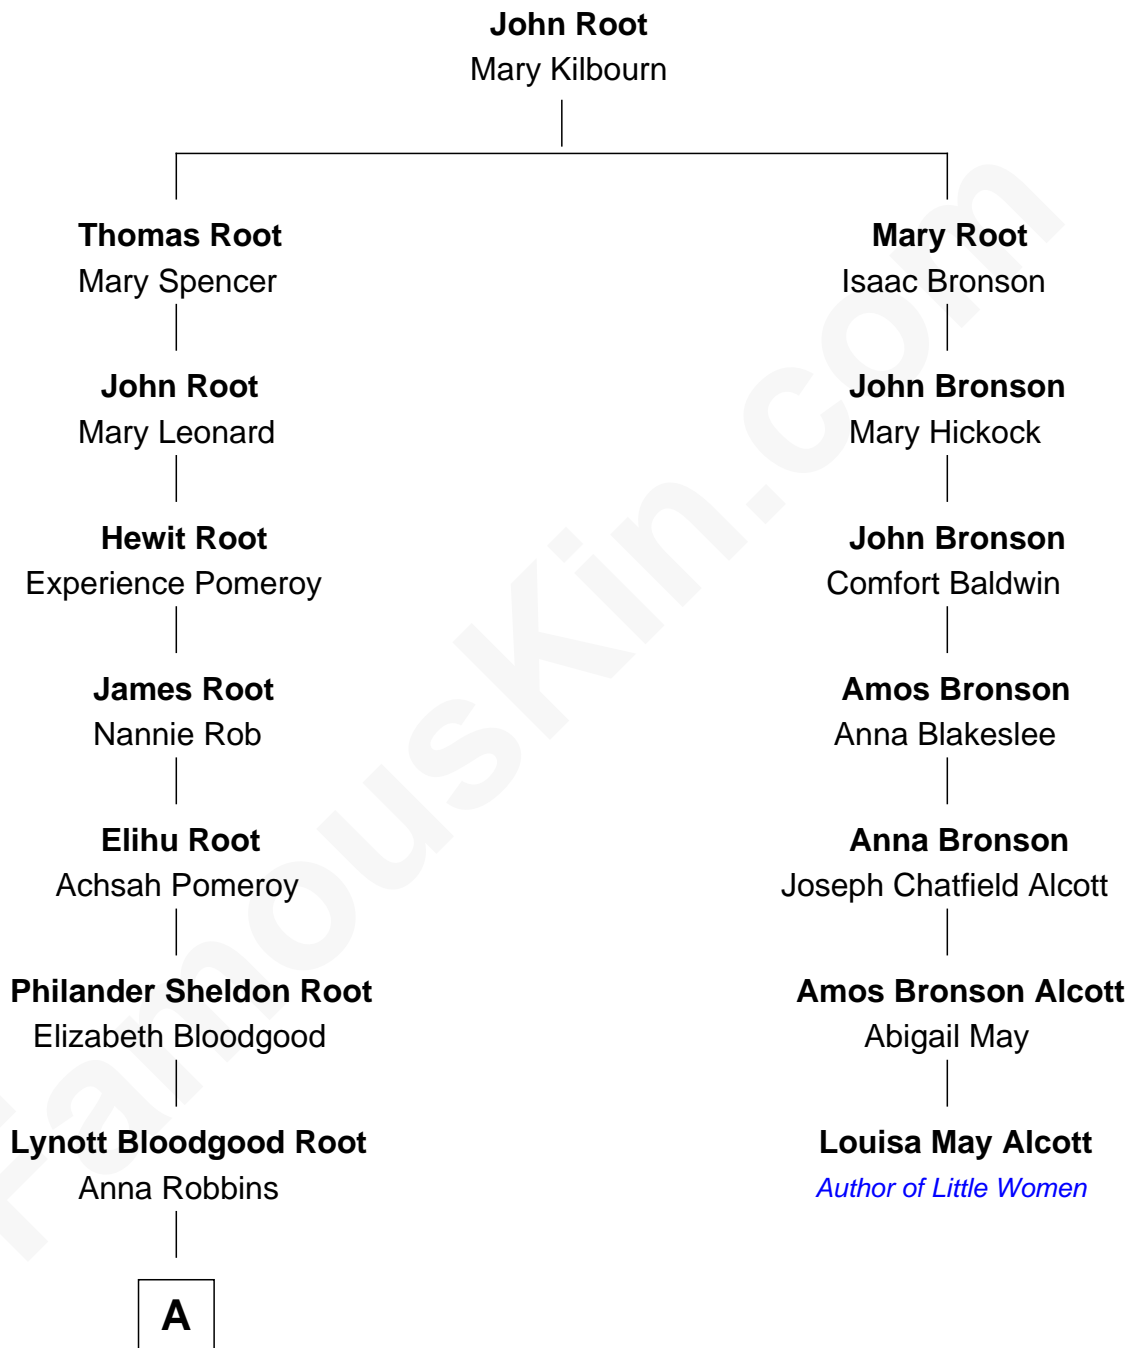 John Root
Mary Kilbourn
Thomas Root
Mary Spencer
John Root
Mary Leonard
Hewit Root
Experience Pomeroy
James Root
Nannie Rob
Elihu Root
Achsah Pomeroy
Philander Sheldon Root
Elizabeth Bloodgood
Lynott Bloodgood Root
Anna Robbins
A
Mary Root
Isaac Bronson
John Bronson
Mary Hickock
John Bronson
Comfort Baldwin
Amos Bronson
Anna Blakeslee
Anna Bronson
Joseph Chatfield Alcott
Amos Bronson Alcott
Abigail May
Louisa May Alcott
Author of Little Women
FamousKin.com